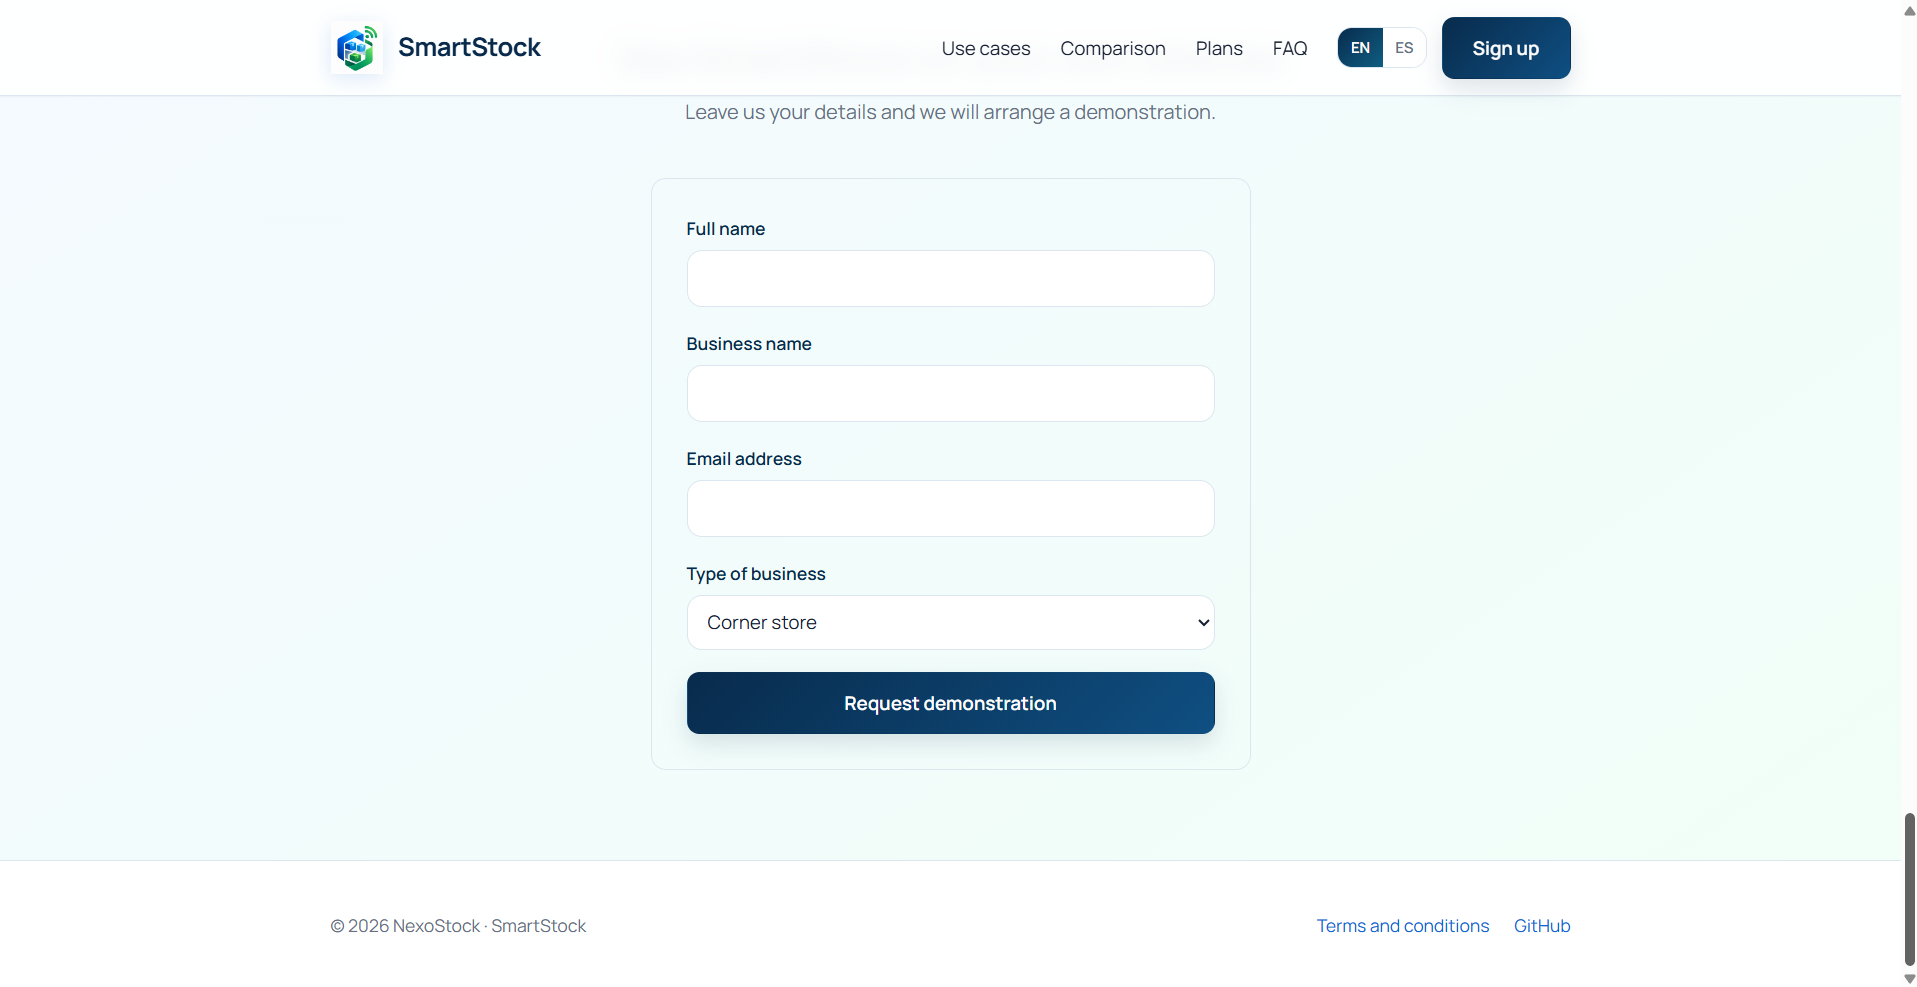 SmartStock
Use cases
Comparison
Plans
FAQ
EN
ES
Sign up
Leave us your details and we will arrange a demonstration.
Full name
Business name
Email address
Type of business
Corner store
Request demonstration
© 2026 NexoStock · SmartStock
Terms and conditions
GitHub